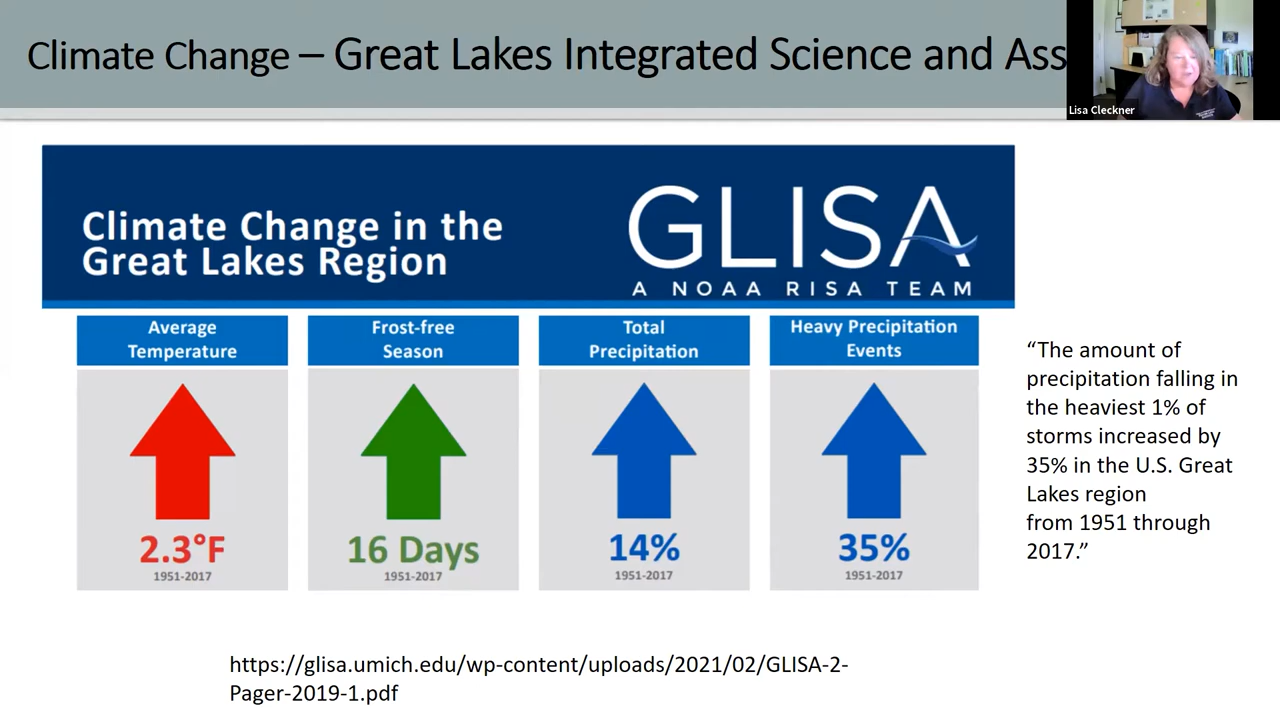 Climate Change – Great Lakes Integrated Science and Ass
Lisa Cleckner
Climate Change in the
Great Lakes Region
GLISA
A NOAA RISA TEAM
Average
Temperature
2.3°F
1951-2017
Frost-free
Season
16 Days
1951-2017
Total
Precipitation
14%
1951-2017
Heavy Precipitation
Events
35%
1951-2017
“The amount of
precipitation falling in
the heaviest 1% of
storms increased by
35% in the U.S. Great
Lakes region
from 1951 through
2017.”
https://glisa.umich.edu/wp-content/uploads/2021/02/GLISA-2-
Pager-2019-1.pdf